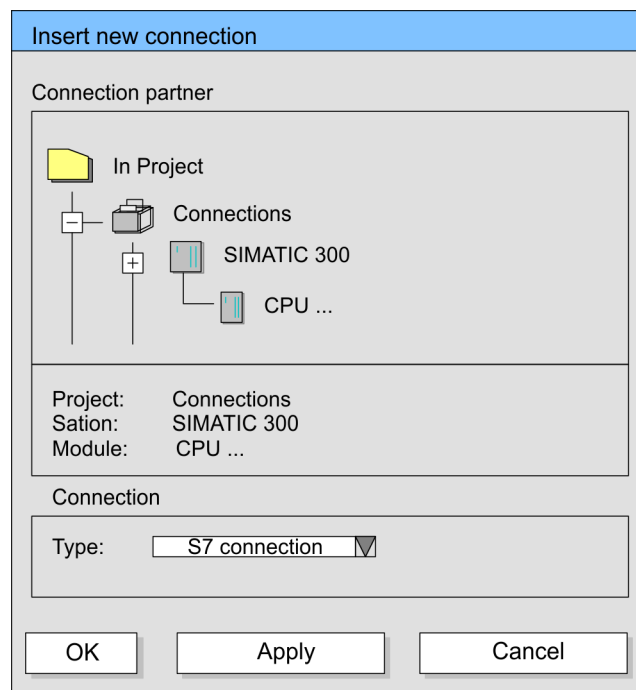 Insert new connection
Connection partner
In Project
Connections
SIMATIC 300
CPU ...
Project: Connections
Sation: SIMATIC 300
Module: CPU ...
Connection
Type: S7 connection
OK Apply Cancel